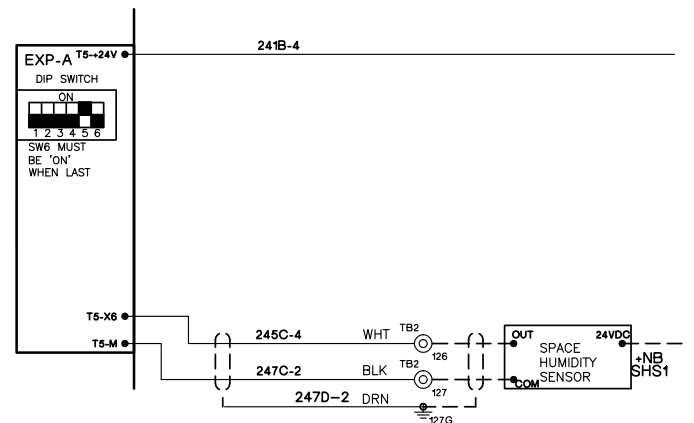 EXP-A T5-+24V 241B-4
DIP SWITCH
ON
1 2 3 4 5 6
SW6 MUST
BE 'ON'
WHEN LAST
T5-X6
T5-M
245C-4 WHT TB2
126
247C-2 BLK TB2
127
247D-2 DRN
127G
OUT 24VDC
SPACE
HUMIDITY
COM SENSOR
+NB
SHS1